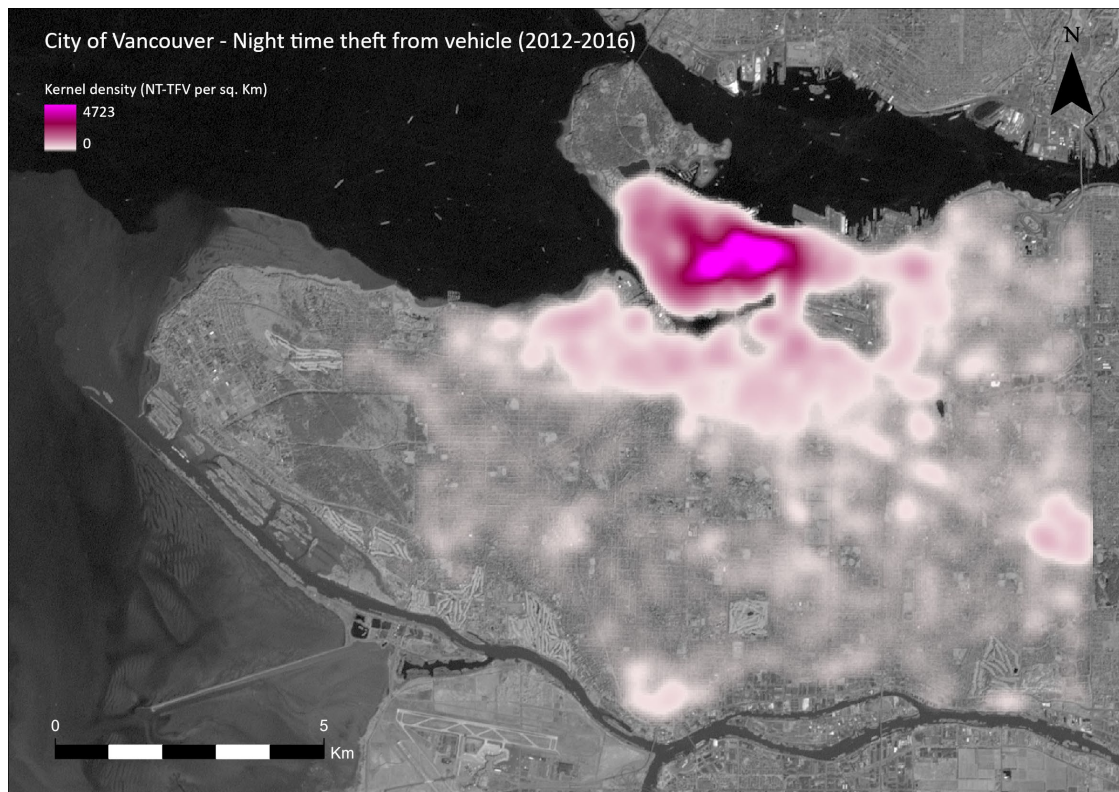 City of Vancouver - Night time theft from vehicle (2012-2016)
N
Kernel density (NT-TFV per sq. Km)
4723
0
0 5
Km